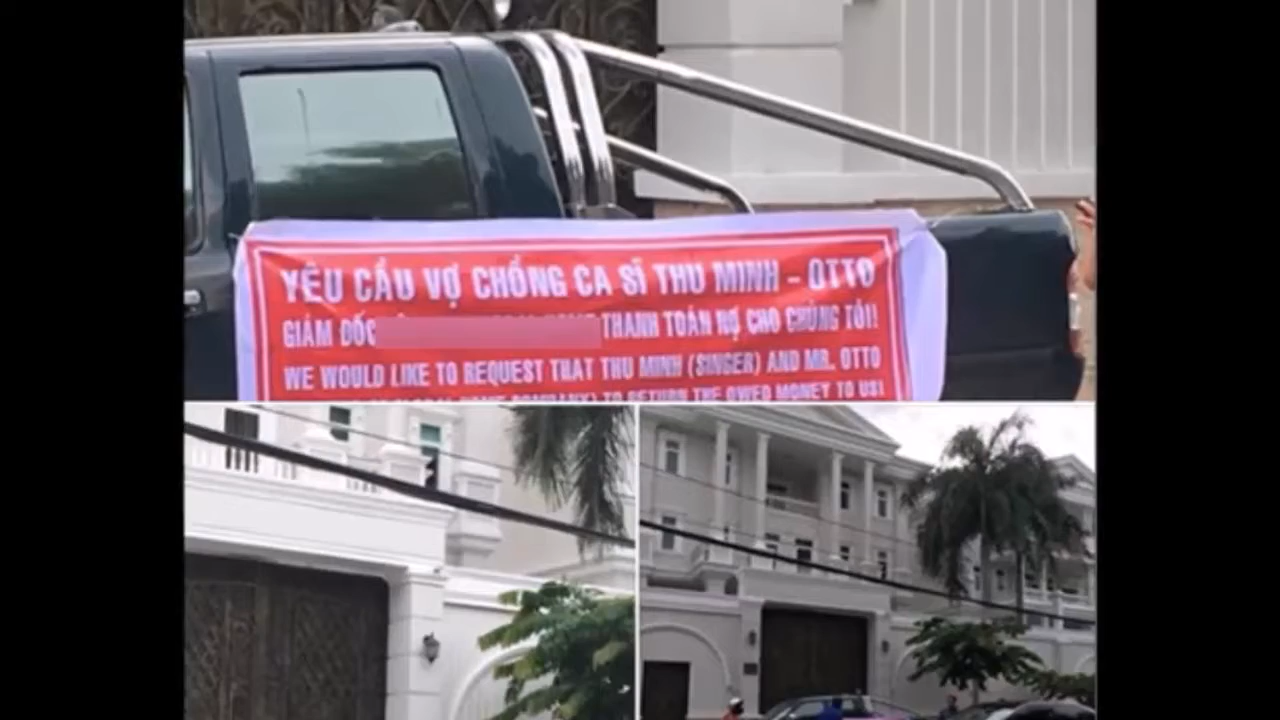 YÊU CẦU VỢ CHỒNG CA SĨ THU MINH - OTTO
GIÁM ĐỐC THANH TOÁN NỢ CHO CHÚNG TÔI!
WE WOULD LIKE TO REQUEST THAT THU MINH (SINGER) AND MR. OTTO
TO RETURN THE OWED MONEY TO US!